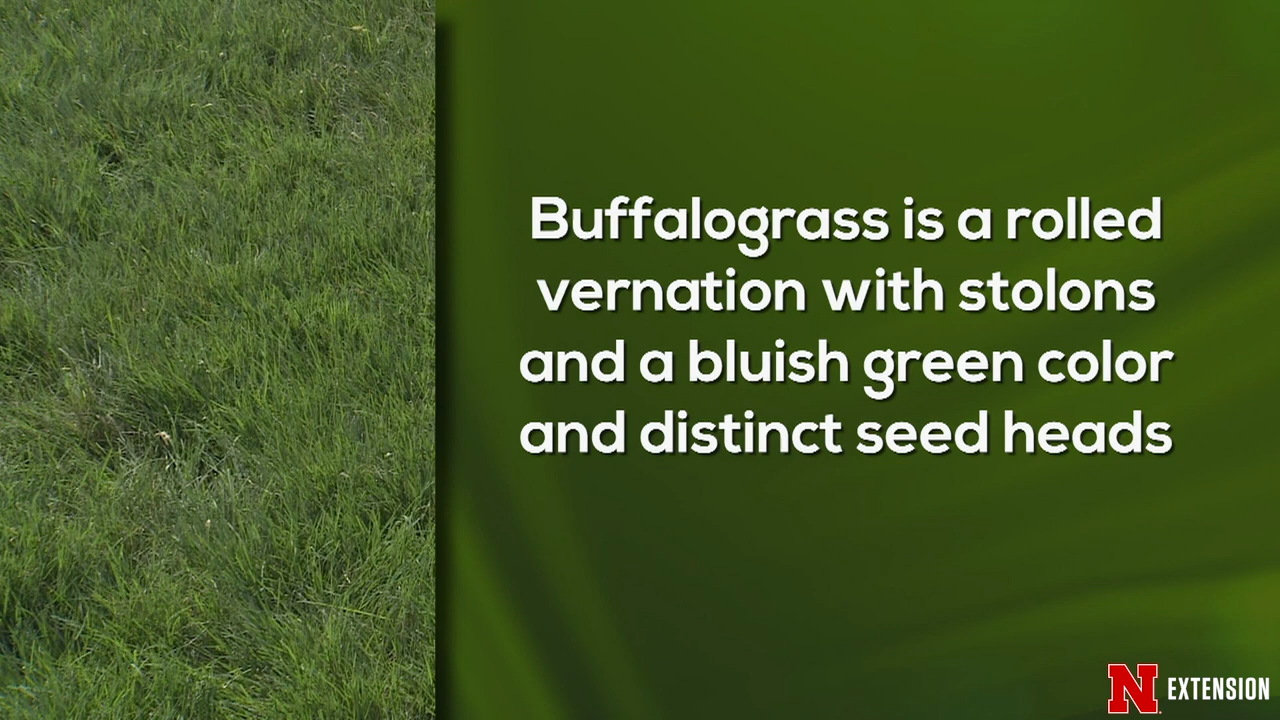 Buffalograss is a rolled
vernation with stolons
and a bluish green color
and distinct seed heads
N EXTENSION